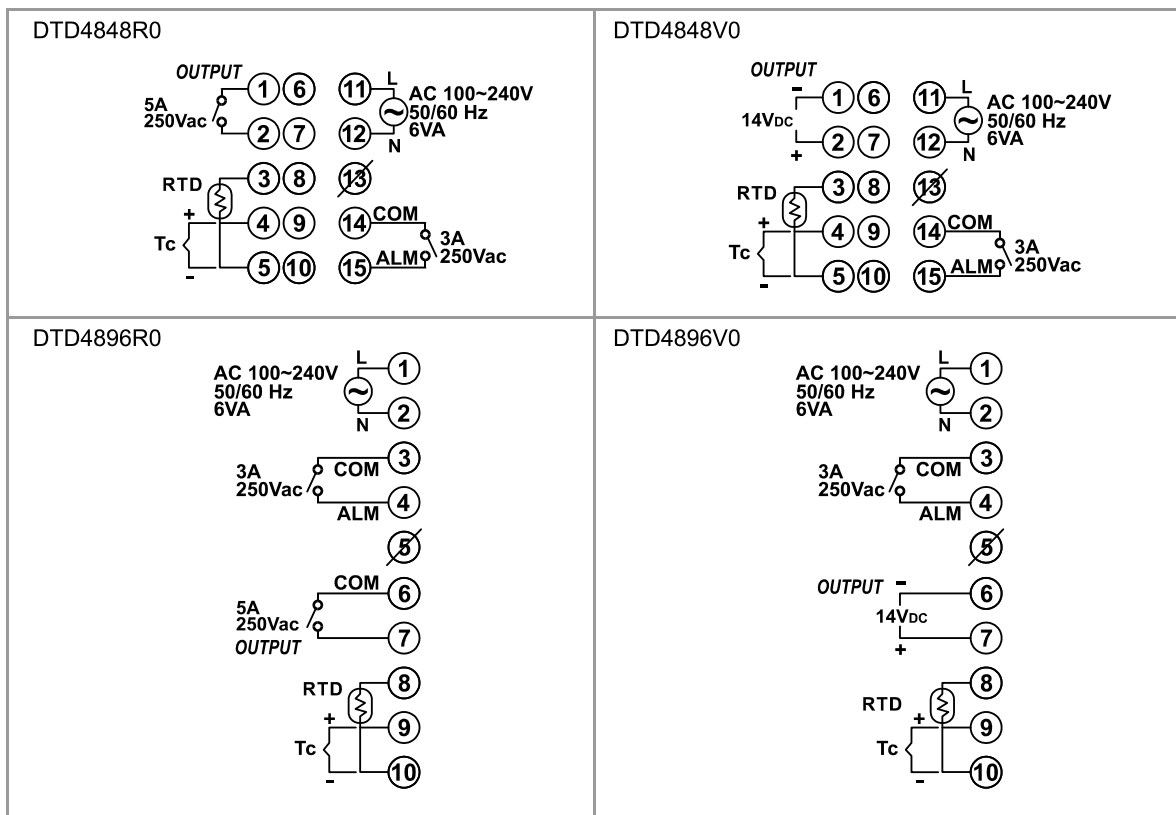 DTD4848R0
OUTPUT
1 6 11 L
5A
250Vac
AC 100~240V
50/60 Hz
6VA
2 7 12
N
3 8 13
RTD
+
4 9 14 COM
Tc
3A
250Vac
5 10 15 ALM
-
DTD4848V0
OUTPUT
-
1 6 11 L
14VDC
AC 100~240V
50/60 Hz
6VA
2 7 12
+
N
3 8 13
RTD
+
4 9 14 COM
Tc
3A
250Vac
5 10 15 ALM
-
DTD4896R0
L
1
AC 100~240V
50/60 Hz
6VA
2
N
3
COM
3A
250Vac
4
ALM
5
COM
6
5A
250Vac
OUTPUT
7
8
RTD
+
9
Tc
10
-
DTD4896V0
L
1
AC 100~240V
50/60 Hz
6VA
2
N
3
COM
3A
250Vac
4
ALM
5
OUTPUT -
6
14VDC
7
+
8
RTD
+
9
Tc
10
-